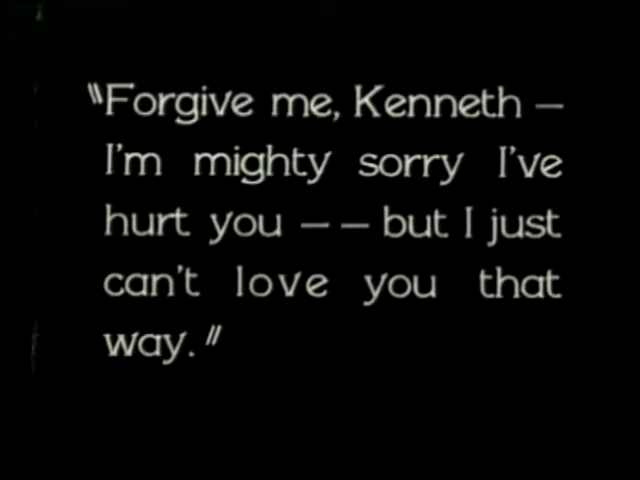 "Forgive me, Kenneth —
I'm mighty sorry I've
hurt you — — but I just
can't love you that
way."